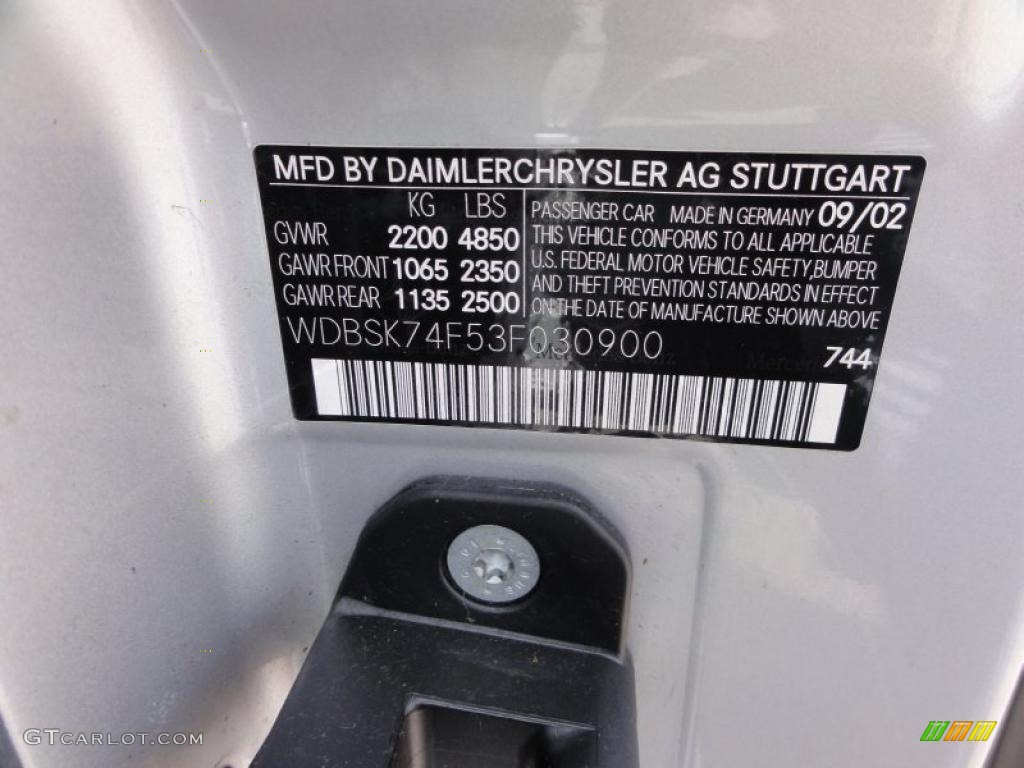 MFD BY DAIMLERCHRYSLER AG STUTTGART
KG LBS
GVWR 2200 4850
GAWR FRONT 1065 2350
GAWR REAR 1135 2500
PASSENGER CAR MADE IN GERMANY 09/02
THIS VEHICLE CONFORMS TO ALL APPLICABLE
U.S. FEDERAL MOTOR VEHICLE SAFETY,BUMPER
AND THEFT PREVENTION STANDARDS IN EFFECT
ON THE DATE OF MANUFACTURE SHOWN ABOVE
WDBSK74F53F030900
744
GTCARLOT.COM